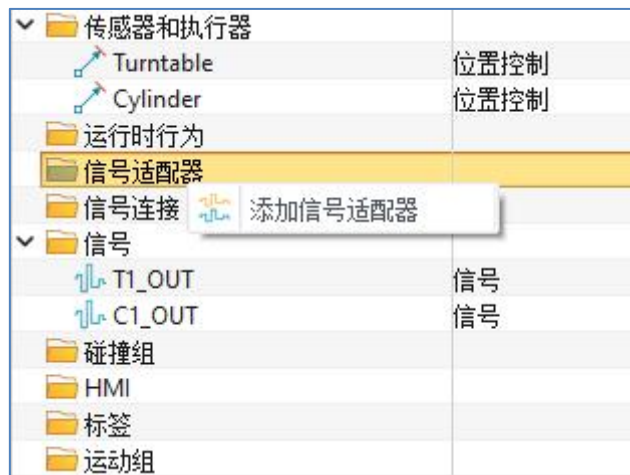 传感器和执行器
Turntable 位置控制
Cylinder 位置控制
运行时行为
信号适配器
信号连接 添加信号适配器
信号
T1_OUT 信号
C1_OUT 信号
碰撞组
HMI
标签
运动组